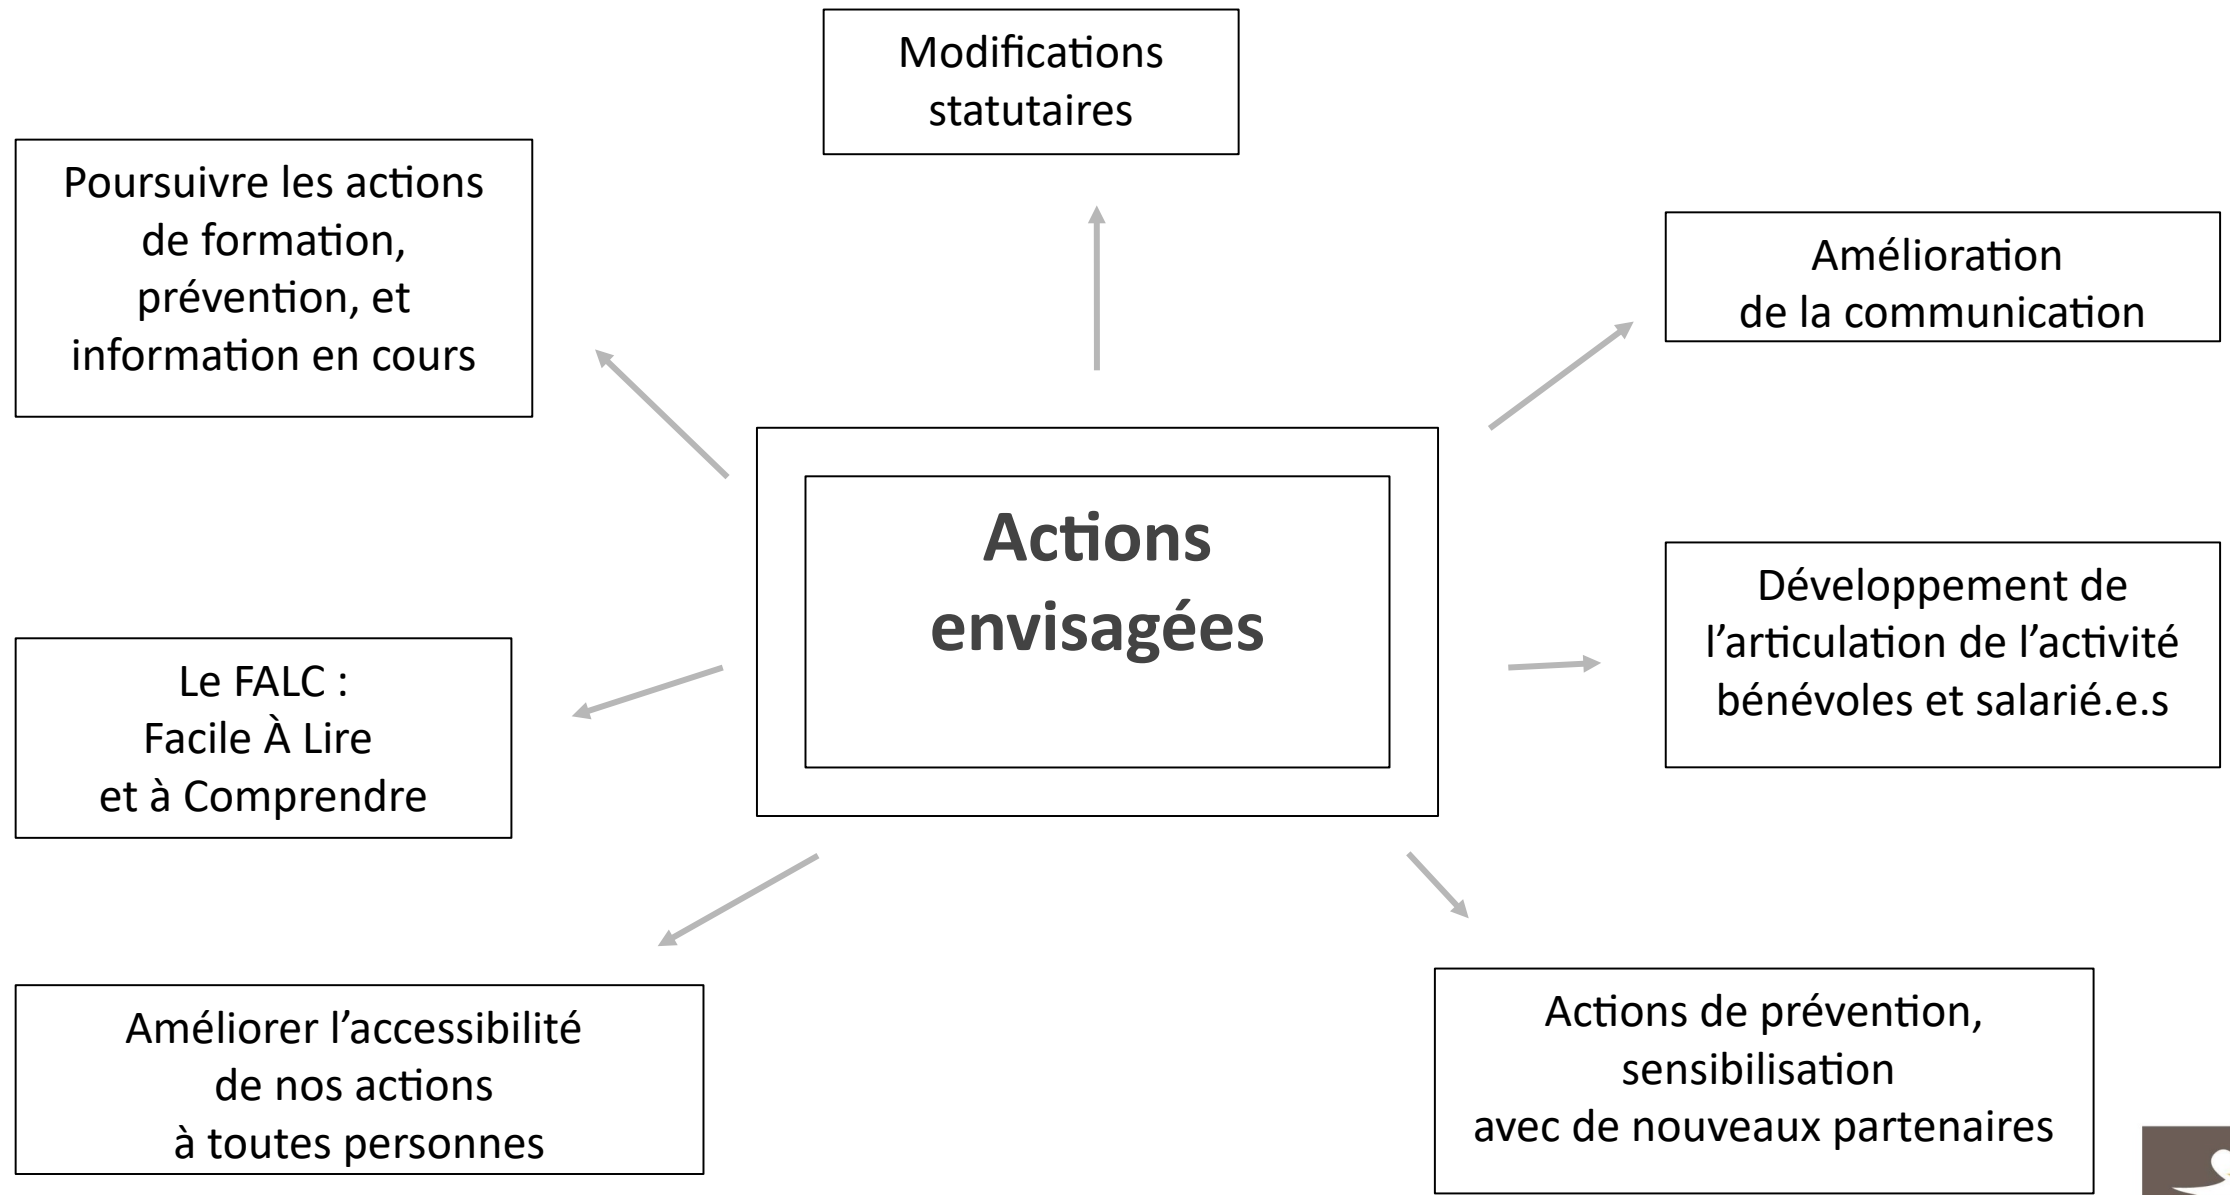 Modifications
statutaires
Poursuivre les actions
de formation,
prévention, et
information en cours
Amélioration
de la communication
Actions
envisagées
Développement de
l’articulation de l’activité
bénévoles et salarié.e.s
Le FALC :
Facile À Lire
et à Comprendre
Améliorer l’accessibilité
de nos actions
à toutes personnes
Actions de prévention,
sensibilisation
avec de nouveaux partenaires